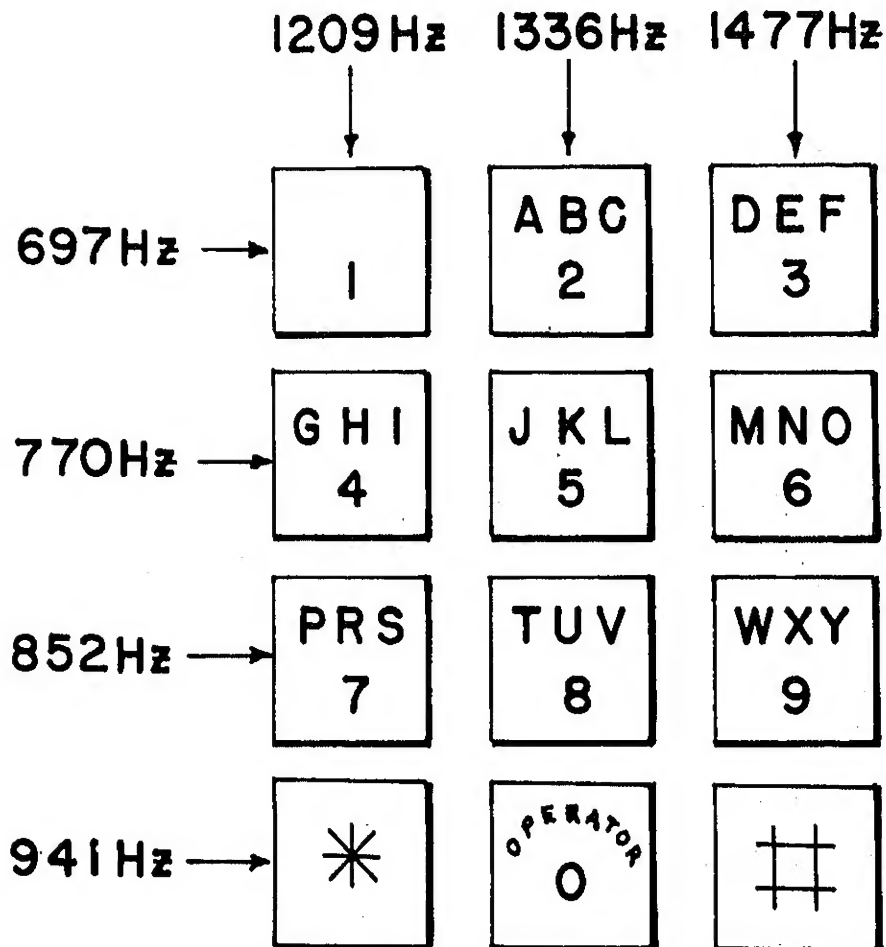 1209Hz 1336Hz 1477Hz
ABC DEF
697Hz 1 2 3
GHI JKL MNO
770Hz 4 5 6
PRS TUV WXY
852Hz 7 8 9
OPERATOR
941Hz * 0 #